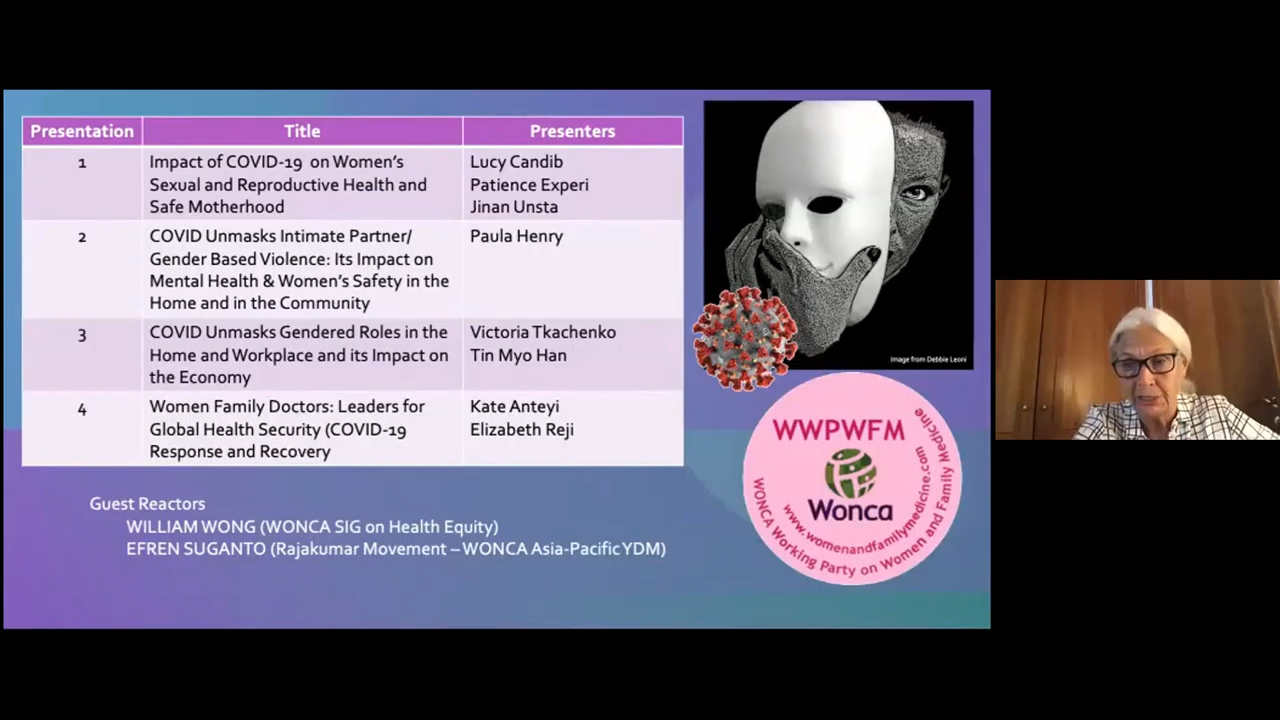 Presentation Title Presenters
1 Impact of COVID-19 on Women's Lucy Candib
Sexual and Reproductive Health and Patience Experi
Safe Motherhood Jinan Unsta
2 COVID Unmasks Intimate Partner/ Paula Henry
Gender Based Violence: Its Impact on
Mental Health & Women's Safety in the
Home and in the Community
3 COVID Unmasks Gendered Roles in the Victoria Tkachenko
Home and Workplace and its Impact on Tin Myo Han
the Economy
4 Women Family Doctors: Leaders for Kate Anteyi
Global Health Security (COVID-19 Elizabeth Reji
Response and Recovery
Guest Reactors
WILLIAM WONG (WONCA SIG on Health Equity)
EFREN SUGANTO (Rajakumar Movement – WONCA Asia-Pacific YDM)
Image from Debbie Leoni
WWPWFM
Wonca
www.womenandfamilymedicine.com
WONCA Working Party on Women and Family Medicine